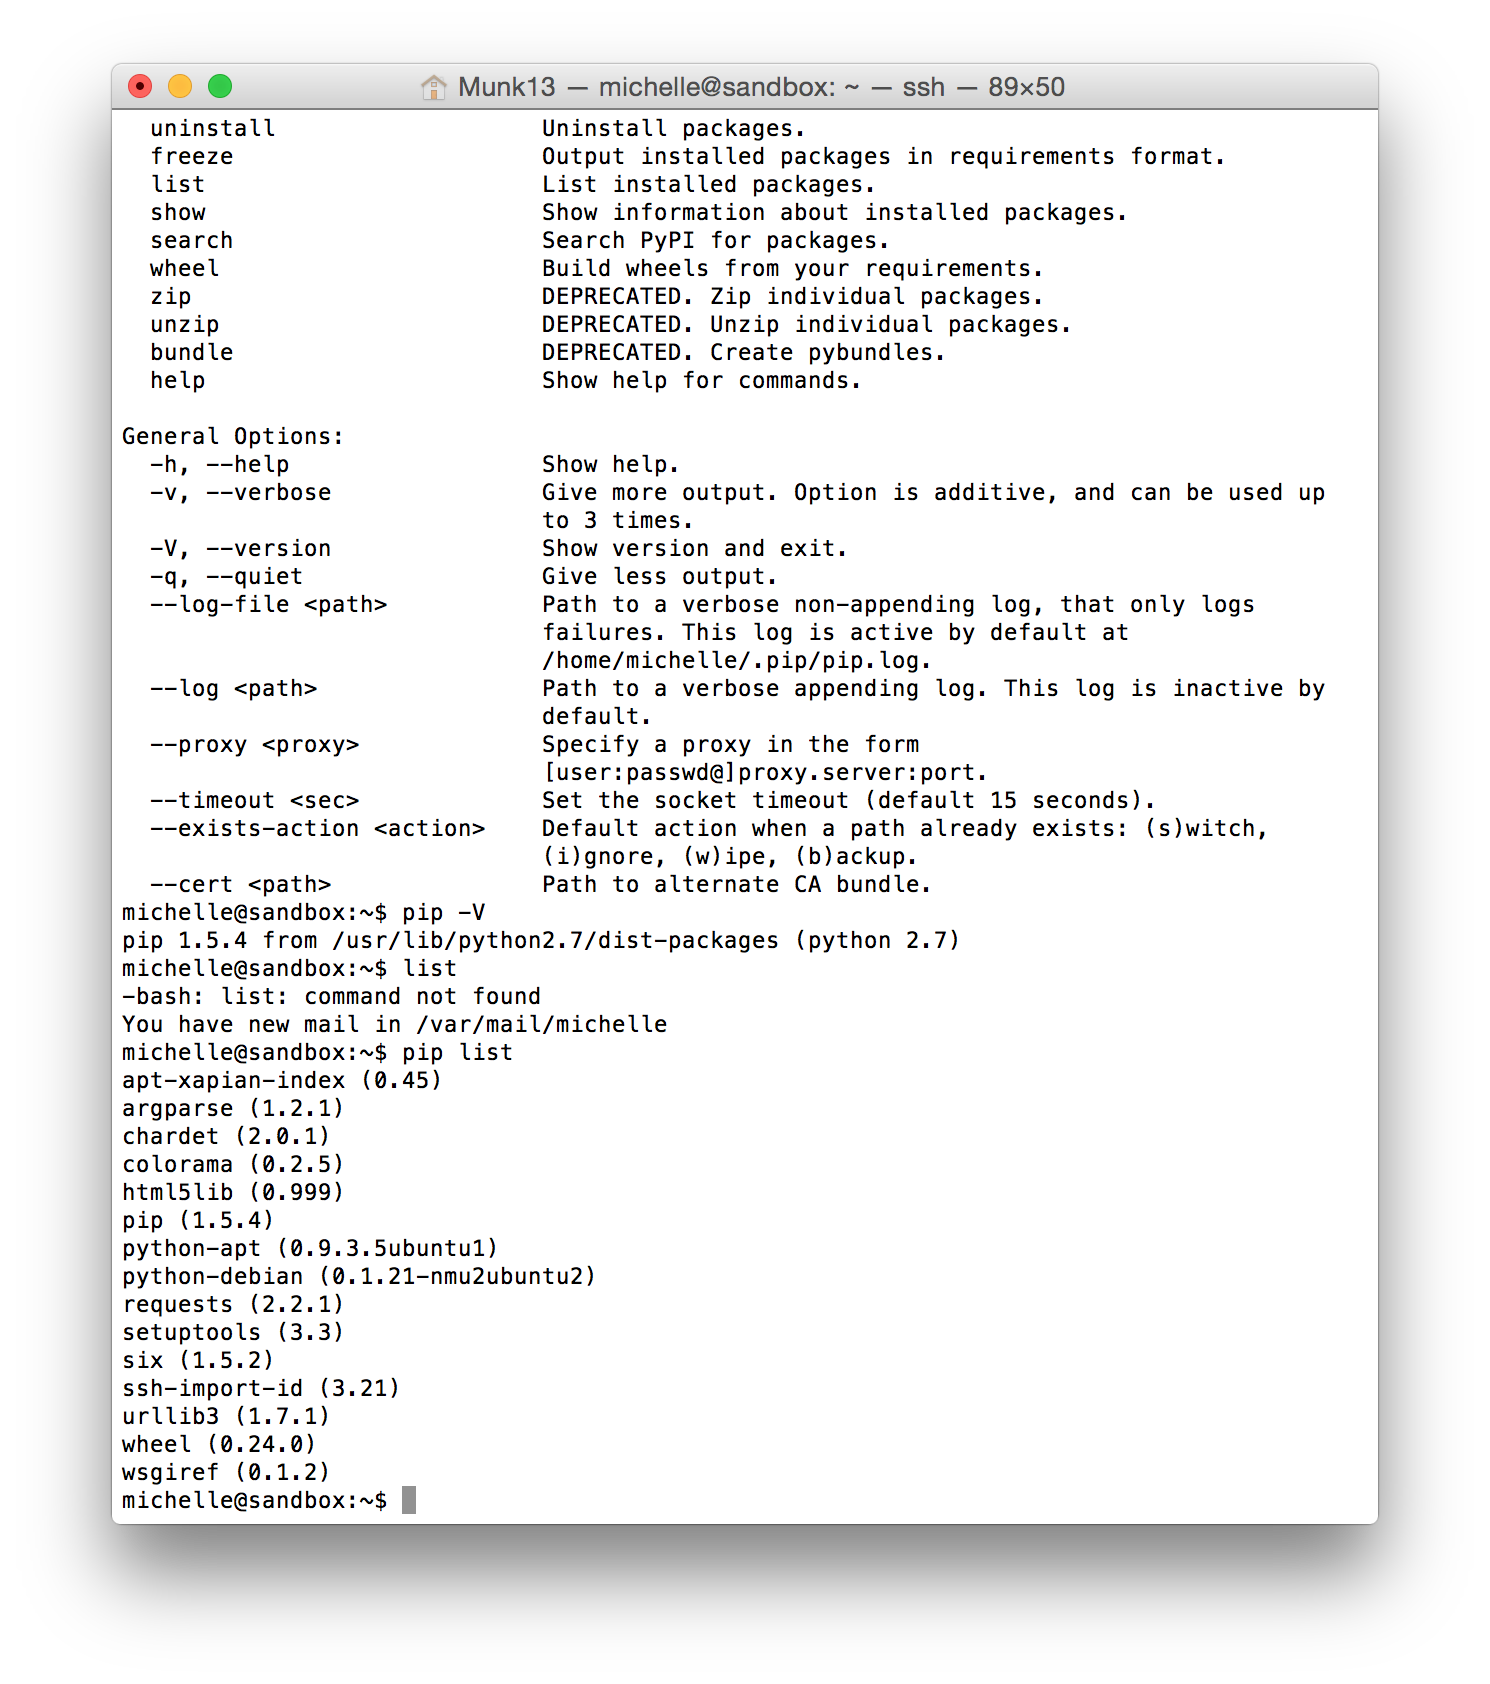 Munk13 — michelle@sandbox: ~ — ssh — 89×50
  uninstall                   Uninstall packages.
  freeze                      Output installed packages in requirements format.
  list                        List installed packages.
  show                        Show information about installed packages.
  search                      Search PyPI for packages.
  wheel                       Build wheels from your requirements.
  zip                         DEPRECATED. Zip individual packages.
  unzip                       DEPRECATED. Unzip individual packages.
  bundle                      DEPRECATED. Create pybundles.
  help                        Show help for commands.

General Options:
  -h, --help                  Show help.
  -v, --verbose               Give more output. Option is additive, and can be used up
                              to 3 times.
  -V, --version               Show version and exit.
  -q, --quiet                 Give less output.
  --log-file <path>           Path to a verbose non-appending log, that only logs
                              failures. This log is active by default at
                              /home/michelle/.pip/pip.log.
  --log <path>                Path to a verbose appending log. This log is inactive by
                              default.
  --proxy <proxy>             Specify a proxy in the form
                              [user:passwd@]proxy.server:port.
  --timeout <sec>             Set the socket timeout (default 15 seconds).
  --exists-action <action>    Default action when a path already exists: (s)witch,
                              (i)gnore, (w)ipe, (b)ackup.
  --cert <path>               Path to alternate CA bundle.
michelle@sandbox:~$ pip -V
pip 1.5.4 from /usr/lib/python2.7/dist-packages (python 2.7)
michelle@sandbox:~$ list
-bash: list: command not found
You have new mail in /var/mail/michelle
michelle@sandbox:~$ pip list
apt-xapian-index (0.45)
argparse (1.2.1)
chardet (2.0.1)
colorama (0.2.5)
html5lib (0.999)
pip (1.5.4)
python-apt (0.9.3.5ubuntu1)
python-debian (0.1.21-nmu2ubuntu2)
requests (2.2.1)
setuptools (3.3)
six (1.5.2)
ssh-import-id (3.21)
urllib3 (1.7.1)
wheel (0.24.0)
wsgiref (0.1.2)
michelle@sandbox:~$